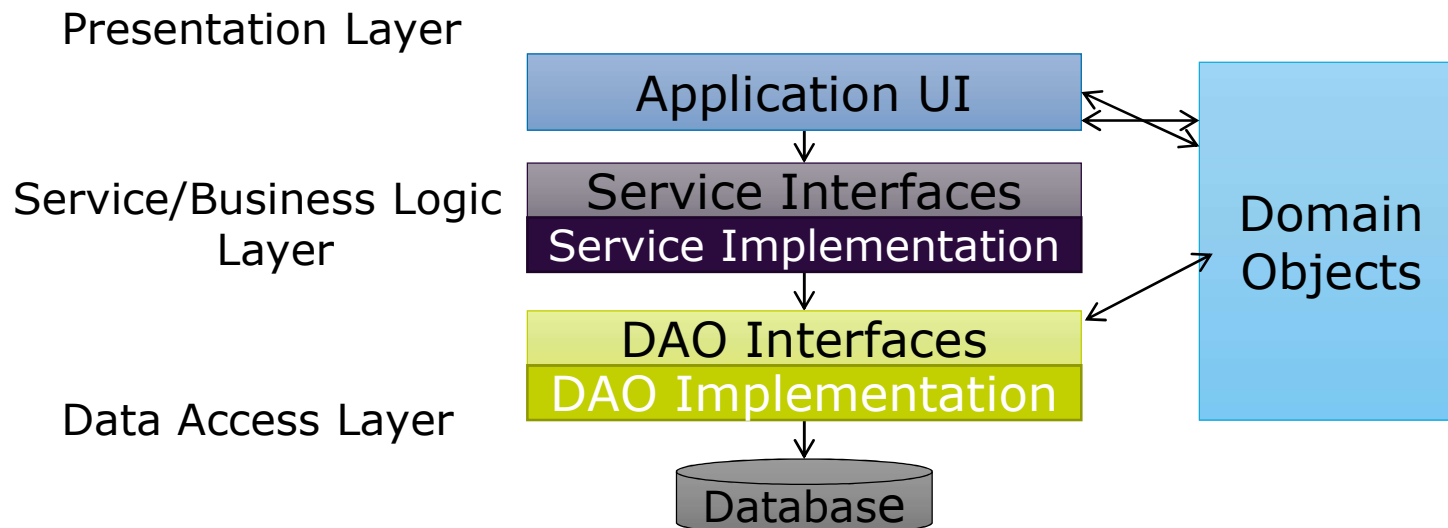 Presentation Layer
Application UI
Service/Business Logic
Layer
Service Interfaces
Service Implementation
Domain
Objects
DAO Interfaces
DAO Implementation
Data Access Layer
Database